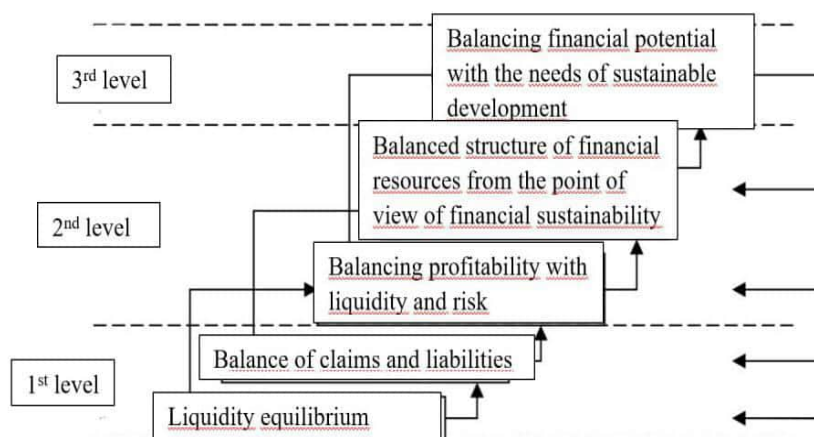 Balancing financial potential
with the needs of sustainable
development
3rd level
Balanced structure of financial
resources from the point of
view of financial sustainability
2nd level
Balancing profitability with
liquidity and risk
Balance of claims and liabilities
1st level
Liquidity equilibrium